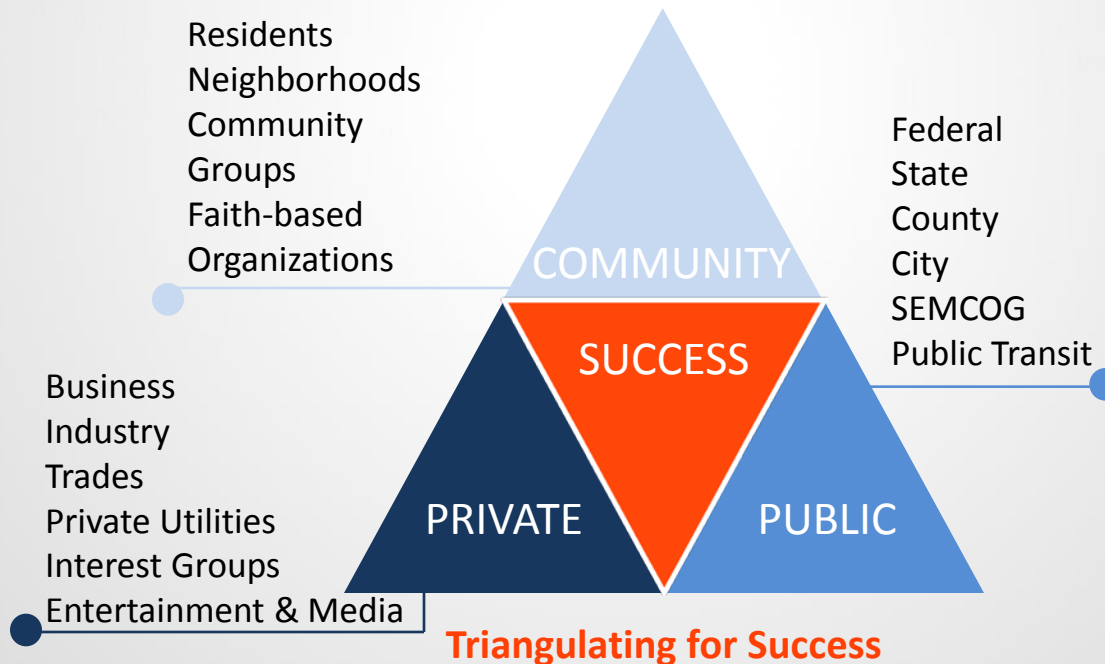 Residents
Neighborhoods
Community
Groups
Faith-based
Organizations
COMMUNITY
Federal
State
County
City
SEMCOG
Public Transit
SUCCESS
Business
Industry
Trades
Private Utilities
Interest Groups
Entertainment & Media
PRIVATE
PUBLIC
Triangulating for Success